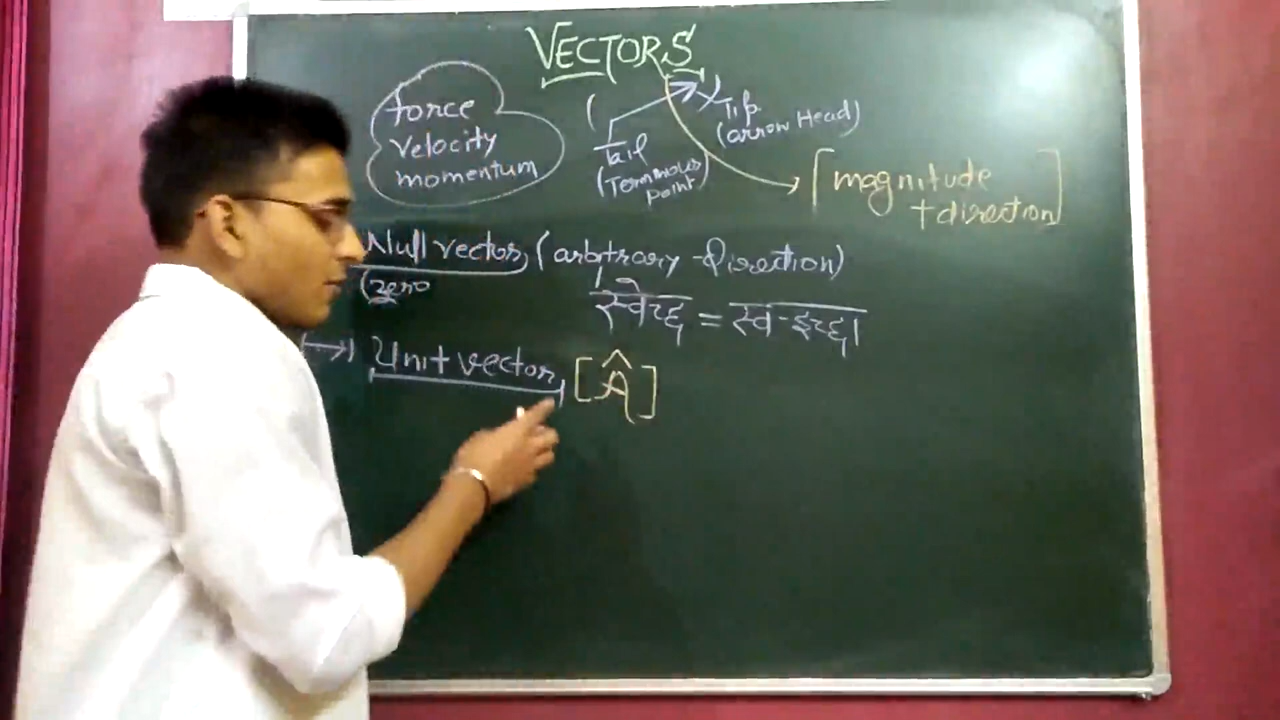 VECTORS
force
velocity
momentum
Tail
(Terminous
point)
Tip
(arrow Head)
[magnitude
+direction]
Null vector, (arbitrary direction)
(zero
स्वेच्छ = स्व-इच्छा
Unit vector [Â]